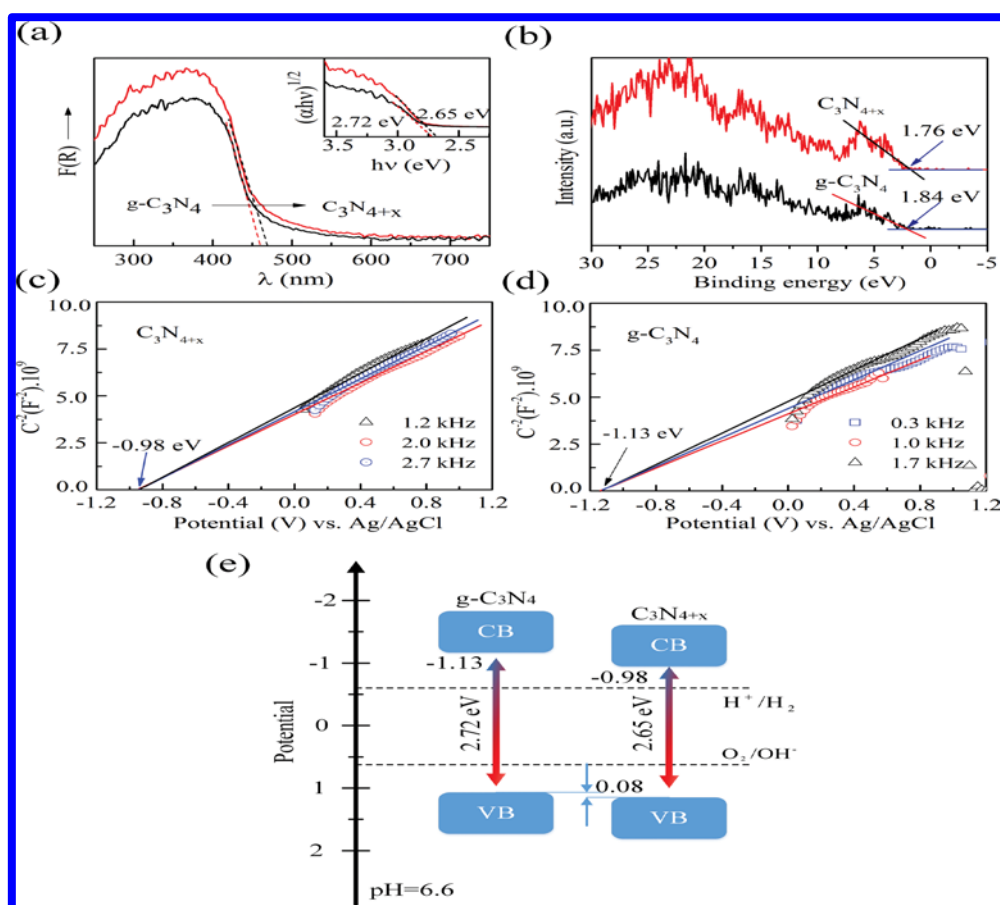 (a)
F(R)
(αhν)1/2
2.72 eV
2.65 eV
3.5 3.0 2.5
hν (eV)
g-C3N4
C3N4+x
300 400 500 600 700
λ (nm)
(b)
Intensity (a.u.)
C3N4+x
1.76 eV
g-C3N4
1.84 eV
30 25 20 15 10 5 0 -5
Binding energy (eV)
(c)
C-2(F-2).109
10.0
7.5
5.0
2.5
0.0
C3N4+x
-0.98 eV
1.2 kHz
2.0 kHz
2.7 kHz
-1.2 -0.8 -0.4 0.0 0.4 0.8 1.2
Potential (V) vs. Ag/AgCl
(d)
C-2(F-2).109
10.0
7.5
5.0
2.5
0.0
g-C3N4
-1.13 eV
0.3 kHz
1.0 kHz
1.7 kHz
-1.2 -0.8 -0.4 0.0 0.4 0.8 1.2
Potential (V) vs. Ag/AgCl
(e)
Potential
-2
-1
0
1
2
g-C3N4
CB
-1.13
2.72 eV
VB
C3N4+x
CB
-0.98
2.65 eV
VB
H+/H2
O2/OH-
0.08
pH=6.6